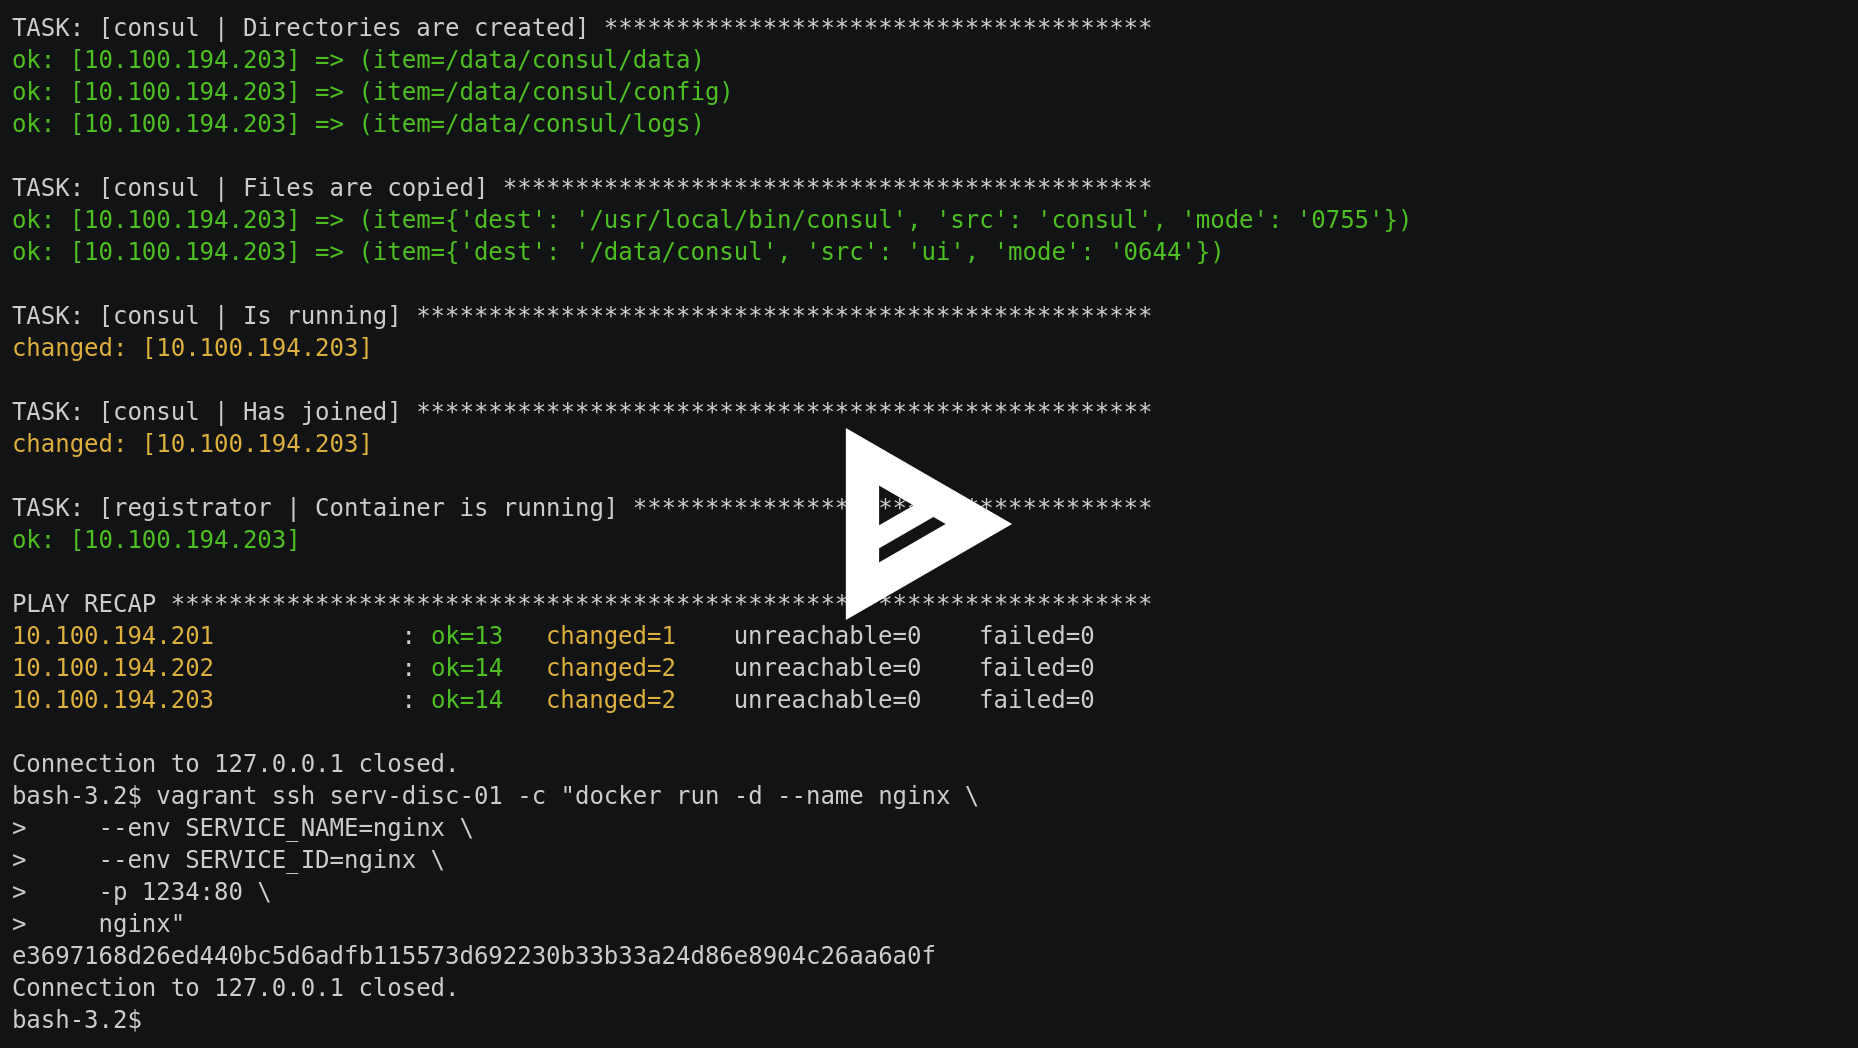 TASK: [consul | Directories are created] **************************************
ok: [10.100.194.203] => (item=/data/consul/data)
ok: [10.100.194.203] => (item=/data/consul/config)
ok: [10.100.194.203] => (item=/data/consul/logs)
TASK: [consul | Files are copied] *********************************************
ok: [10.100.194.203] => (item={'dest': '/usr/local/bin/consul', 'src': 'consul', 'mode': '0755'})
ok: [10.100.194.203] => (item={'dest': '/data/consul', 'src': 'ui', 'mode': '0644'})
TASK: [consul | Is running] ***************************************************
changed: [10.100.194.203]
TASK: [consul | Has joined] ***************************************************
changed: [10.100.194.203]
TASK: [registrator | Container is running] ************************************
ok: [10.100.194.203]
PLAY RECAP ********************************************************************
10.100.194.201             : ok=13   changed=1    unreachable=0    failed=0
10.100.194.202             : ok=14   changed=2    unreachable=0    failed=0
10.100.194.203             : ok=14   changed=2    unreachable=0    failed=0
Connection to 127.0.0.1 closed.
bash-3.2$ vagrant ssh serv-disc-01 -c "docker run -d --name nginx \
>     --env SERVICE_NAME=nginx \
>     --env SERVICE_ID=nginx \
>     -p 1234:80 \
>     nginx"
e3697168d26ed440bc5d6adfb115573d692230b33b33a24d86e8904c26aa6a0f
Connection to 127.0.0.1 closed.
bash-3.2$